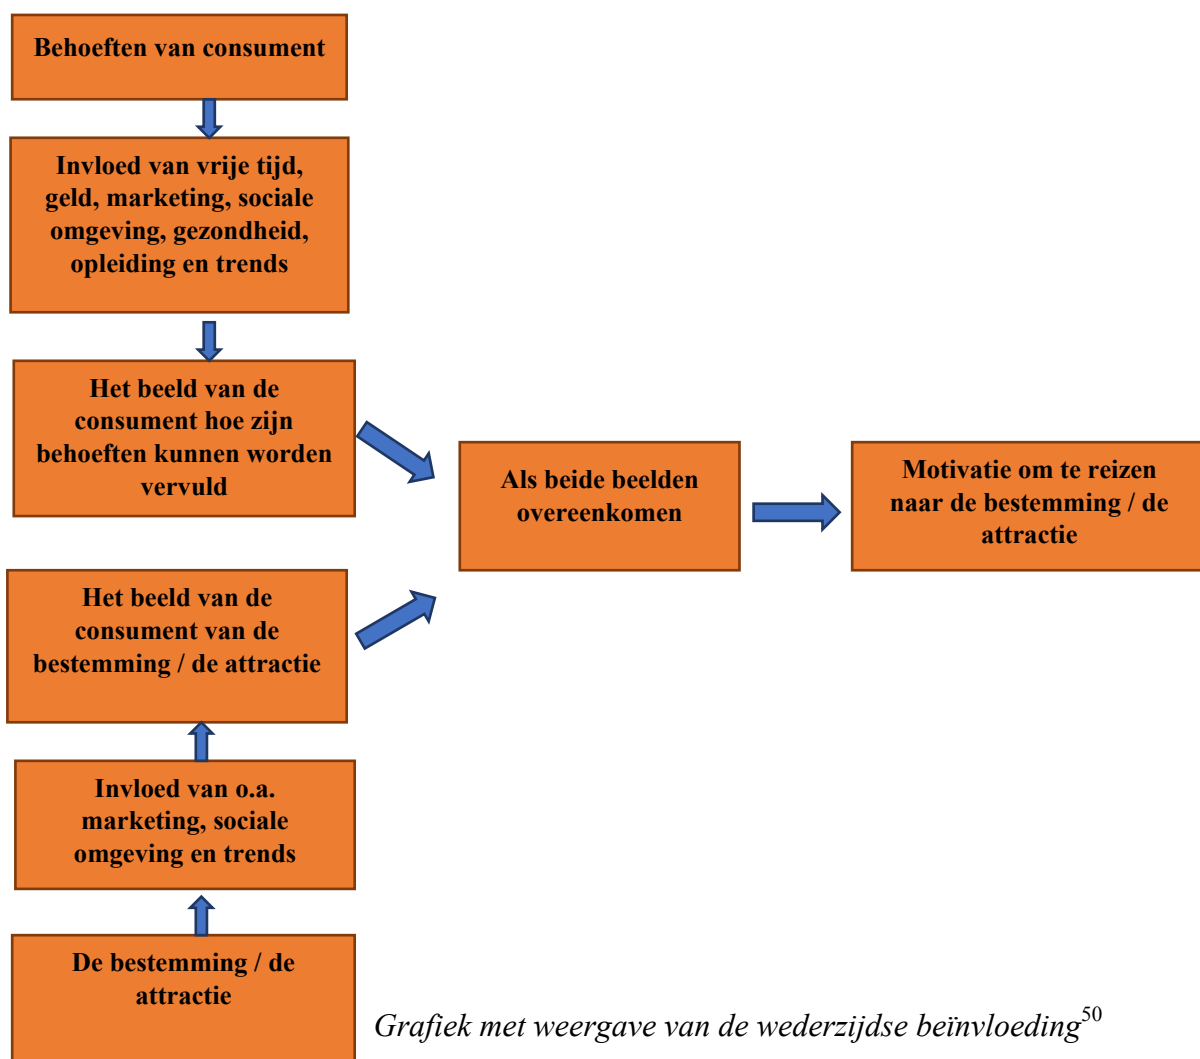 Behoeften van consument
Invloed van vrije tijd,
geld, marketing, sociale
omgeving, gezondheid,
opleiding en trends
Het beeld van de
consument hoe zijn
behoeften kunnen worden
vervuld
Als beide beelden
overeenkomen
Motivatie om te reizen
naar de bestemming / de
attractie
Het beeld van de
consument van de
bestemming / de attractie
Invloed van o.a.
marketing, sociale
omgeving en trends
De bestemming / de
attractie
Grafiek met weergave van de wederzijdse beïnvloeding50